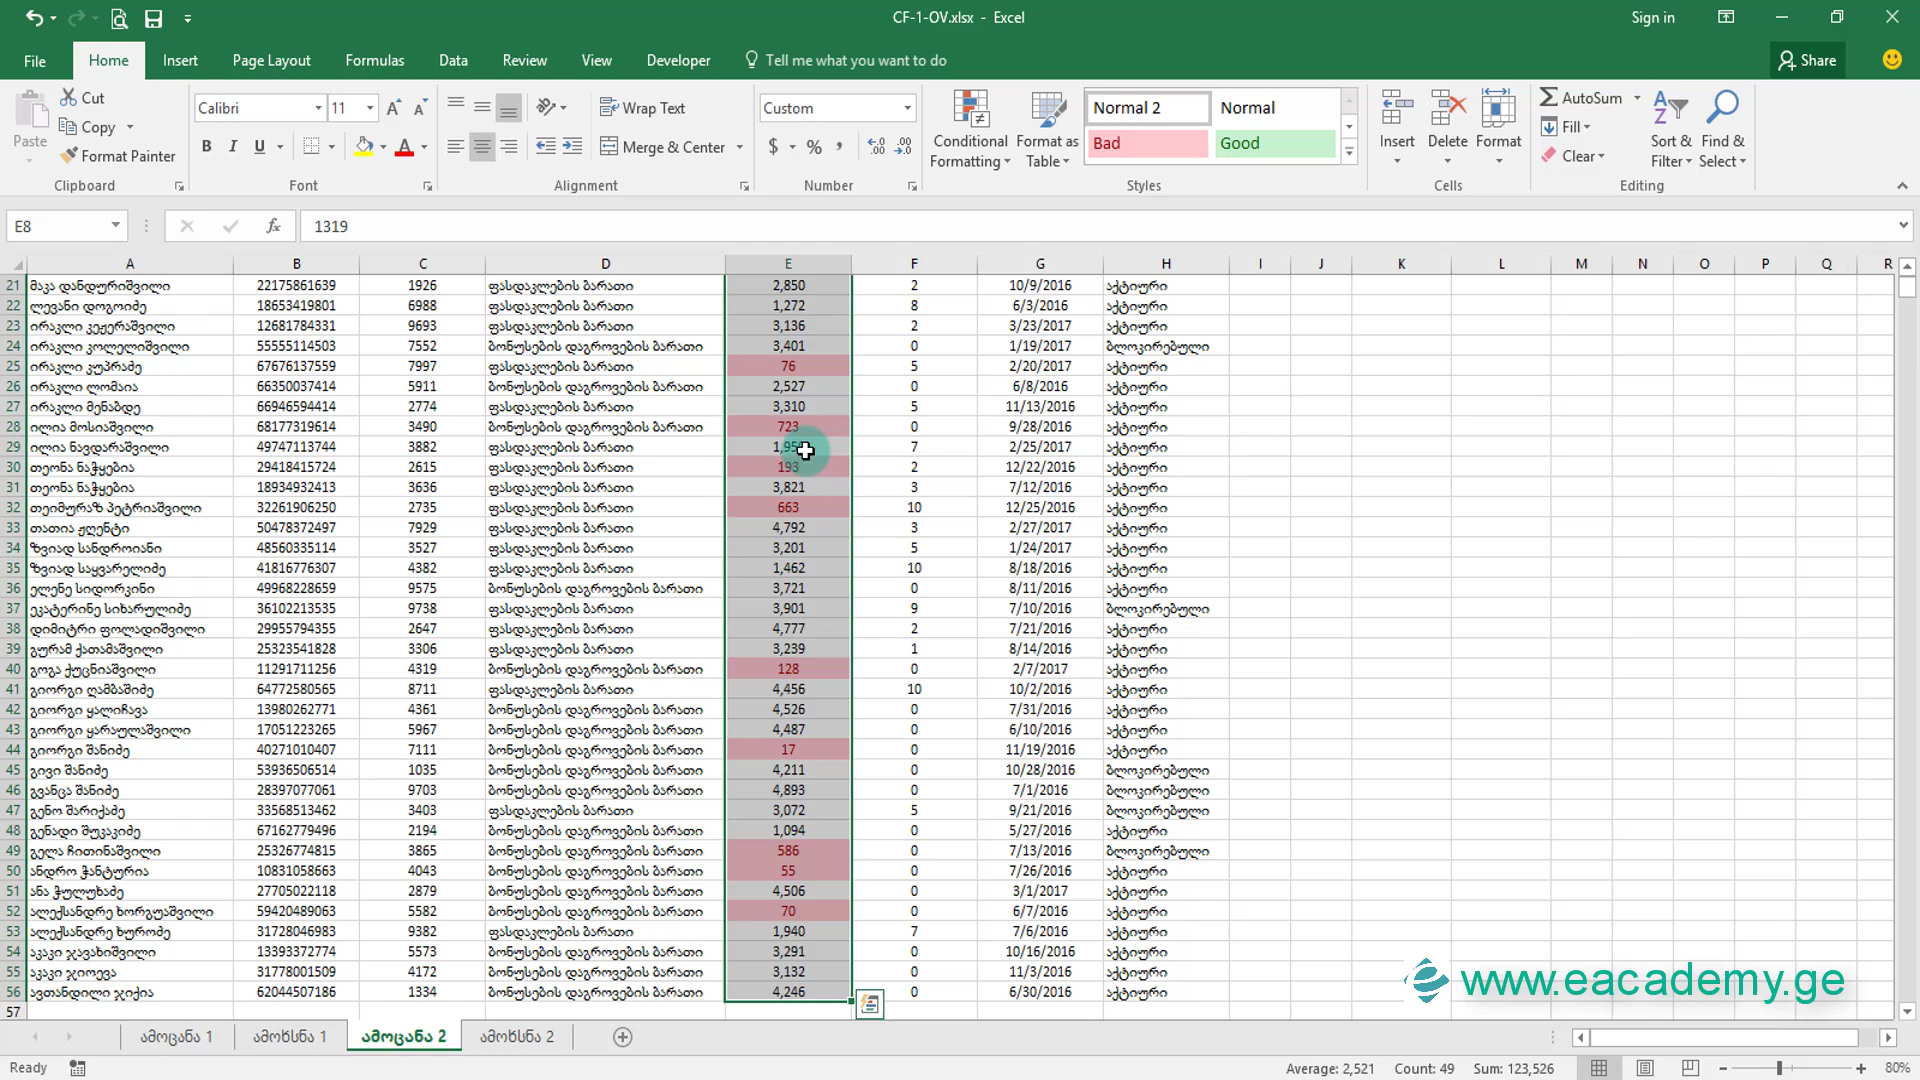 CF-1-OV.xlsx - Excel
Sign in
File Home Insert Page Layout Formulas Data Review View Developer Tell me what you want to do Share
Paste Cut Copy Format Painter Clipboard
Calibri 11 B I U A Font
Wrap Text Merge & Center Alignment
Custom $ % Number
Conditional Formatting Format as Table Normal 2 Normal Bad Good Styles
Insert Delete Format Cells
AutoSum Fill Clear Sort & Filter Find & Select Editing
E8 fx 1319
A B C D E F G H I J K L M N O P Q R
21 მაკა დანდურიშვილი 22175861639 1926 ფასდაკლების ბარათი 2,850 2 10/9/2016 აქტიური
22 ლევანი დოგოიძე 18653419801 6988 ფასდაკლების ბარათი 1,272 8 6/3/2016 აქტიური
23 ირაკლი კეჟერაშვილი 12681784331 9693 ფასდაკლების ბარათი 3,136 2 3/23/2017 აქტიური
24 ირაკლი კოლელიშვილი 55555114503 7552 ბონუსების დაგროვების ბარათი 3,401 0 1/19/2017 ბლოკირებული
25 ირაკლი კუპრაძე 67676137559 7997 ფასდაკლების ბარათი 76 5 2/20/2017 აქტიური
26 ირაკლი ლომაია 66350037414 5911 ბონუსების დაგროვების ბარათი 2,527 0 6/8/2016 აქტიური
27 ირაკლი მენაბდე 66946594414 2774 ფასდაკლების ბარათი 3,310 5 11/13/2016 აქტიური
28 ილია მოსიაშვილი 68177319614 3490 ბონუსების დაგროვების ბარათი 723 0 9/28/2016 აქტიური
29 ილია ნავდარაშვილი 49747113744 3882 ფასდაკლების ბარათი 7 2/25/2017 აქტიური
30 თეონა ნაჭყებია 29418415724 2615 ფასდაკლების ბარათი 193 2 12/22/2016 აქტიური
31 თეონა ნაჭყებია 18934932413 3636 ფასდაკლების ბარათი 3,821 3 7/12/2016 აქტიური
32 თეიმურაზ პეტრიაშვილი 32261906250 2735 ფასდაკლების ბარათი 663 10 12/25/2016 აქტიური
33 თათია ჟღენტი 50478372497 7929 ფასდაკლების ბარათი 4,792 3 2/27/2017 აქტიური
34 ზვიად სანდროიანი 48560335114 3527 ფასდაკლების ბარათი 3,201 5 1/24/2017 აქტიური
35 ზვიად საყვარელიძე 41816776307 4382 ფასდაკლების ბარათი 1,462 10 8/18/2016 აქტიური
36 ელენე სიდორკინი 49968228659 9575 ბონუსების დაგროვების ბარათი 3,721 0 8/11/2016 აქტიური
37 ეკატერინე სიხარულიძე 36102213535 9738 ფასდაკლების ბარათი 3,901 9 7/10/2016 ბლოკირებული
38 დიმიტრი ფოლადიშვილი 29955794355 2647 ფასდაკლების ბარათი 4,777 2 7/21/2016 აქტიური
39 გურამ ქათამაშვილი 25323541828 3306 ფასდაკლების ბარათი 3,239 1 8/14/2016 აქტიური
40 გოგა ქუცნიაშვილი 11291711256 4319 ბონუსების დაგროვების ბარათი 128 0 2/7/2017 აქტიური
41 გიორგი ღამბაშიძე 64772580565 8711 ფასდაკლების ბარათი 4,456 10 10/2/2016 აქტიური
42 გიორგი ყალიჩავა 13980262771 4361 ბონუსების დაგროვების ბარათი 4,526 0 7/31/2016 აქტიური
43 გიორგი ყარაულაშვილი 17051223265 5967 ბონუსების დაგროვების ბარათი 4,487 0 6/10/2016 აქტიური
44 გიორგი შანიძე 40271010407 7111 ბონუსების დაგროვების ბარათი 17 0 11/19/2016 აქტიური
45 გივი შანიძე 53936506514 1035 ბონუსების დაგროვების ბარათი 4,211 0 10/28/2016 ბლოკირებული
46 გვანცა შანიძე 28397077061 9703 ბონუსების დაგროვების ბარათი 4,893 0 7/1/2016 ბლოკირებული
47 გენო შარიქაძე 33568513462 3403 ფასდაკლების ბარათი 3,072 5 9/21/2016 ბლოკირებული
48 გენადი შუკაკიძე 67162779496 2194 ბონუსების დაგროვების ბარათი 1,094 0 5/27/2016 აქტიური
49 გელა ჩითინაშვილი 25326774815 3865 ბონუსების დაგროვების ბარათი 586 0 7/13/2016 ბლოკირებული
50 ანდრო ჭანტურია 10831058663 4043 ბონუსების დაგროვების ბარათი 55 0 7/26/2016 აქტიური
51 ანა ჭულუხაძე 27705022118 2879 ბონუსების დაგროვების ბარათი 4,506 0 3/1/2017 აქტიური
52 ალექსანდრე ხორგუაშვილი 59420489063 5582 ბონუსების დაგროვების ბარათი 70 0 6/7/2016 აქტიური
53 ალექსანდრე ხუროძე 31728046983 9382 ფასდაკლების ბარათი 1,940 7 7/6/2016 აქტიური
54 აკაკი ჯავახიშვილი 13393372774 5573 ბონუსების დაგროვების ბარათი 3,291 0 10/16/2016 აქტიური
55 აკაკი ჯიოევა 31778001509 4172 ბონუსების დაგროვების ბარათი 3,132 0 11/3/2016 აქტიური
56 ავთანდილი ჯიქია 62044507186 1334 ბონუსების დაგროვების ბარათი 4,246 0 6/30/2016 აქტიური
57
www.eacademy.ge
ამოცანა 1 ამოხსნა 1 ამოცანა 2 ამოხსნა 2
Ready Average: 2,521 Count: 49 Sum: 123,526 80%